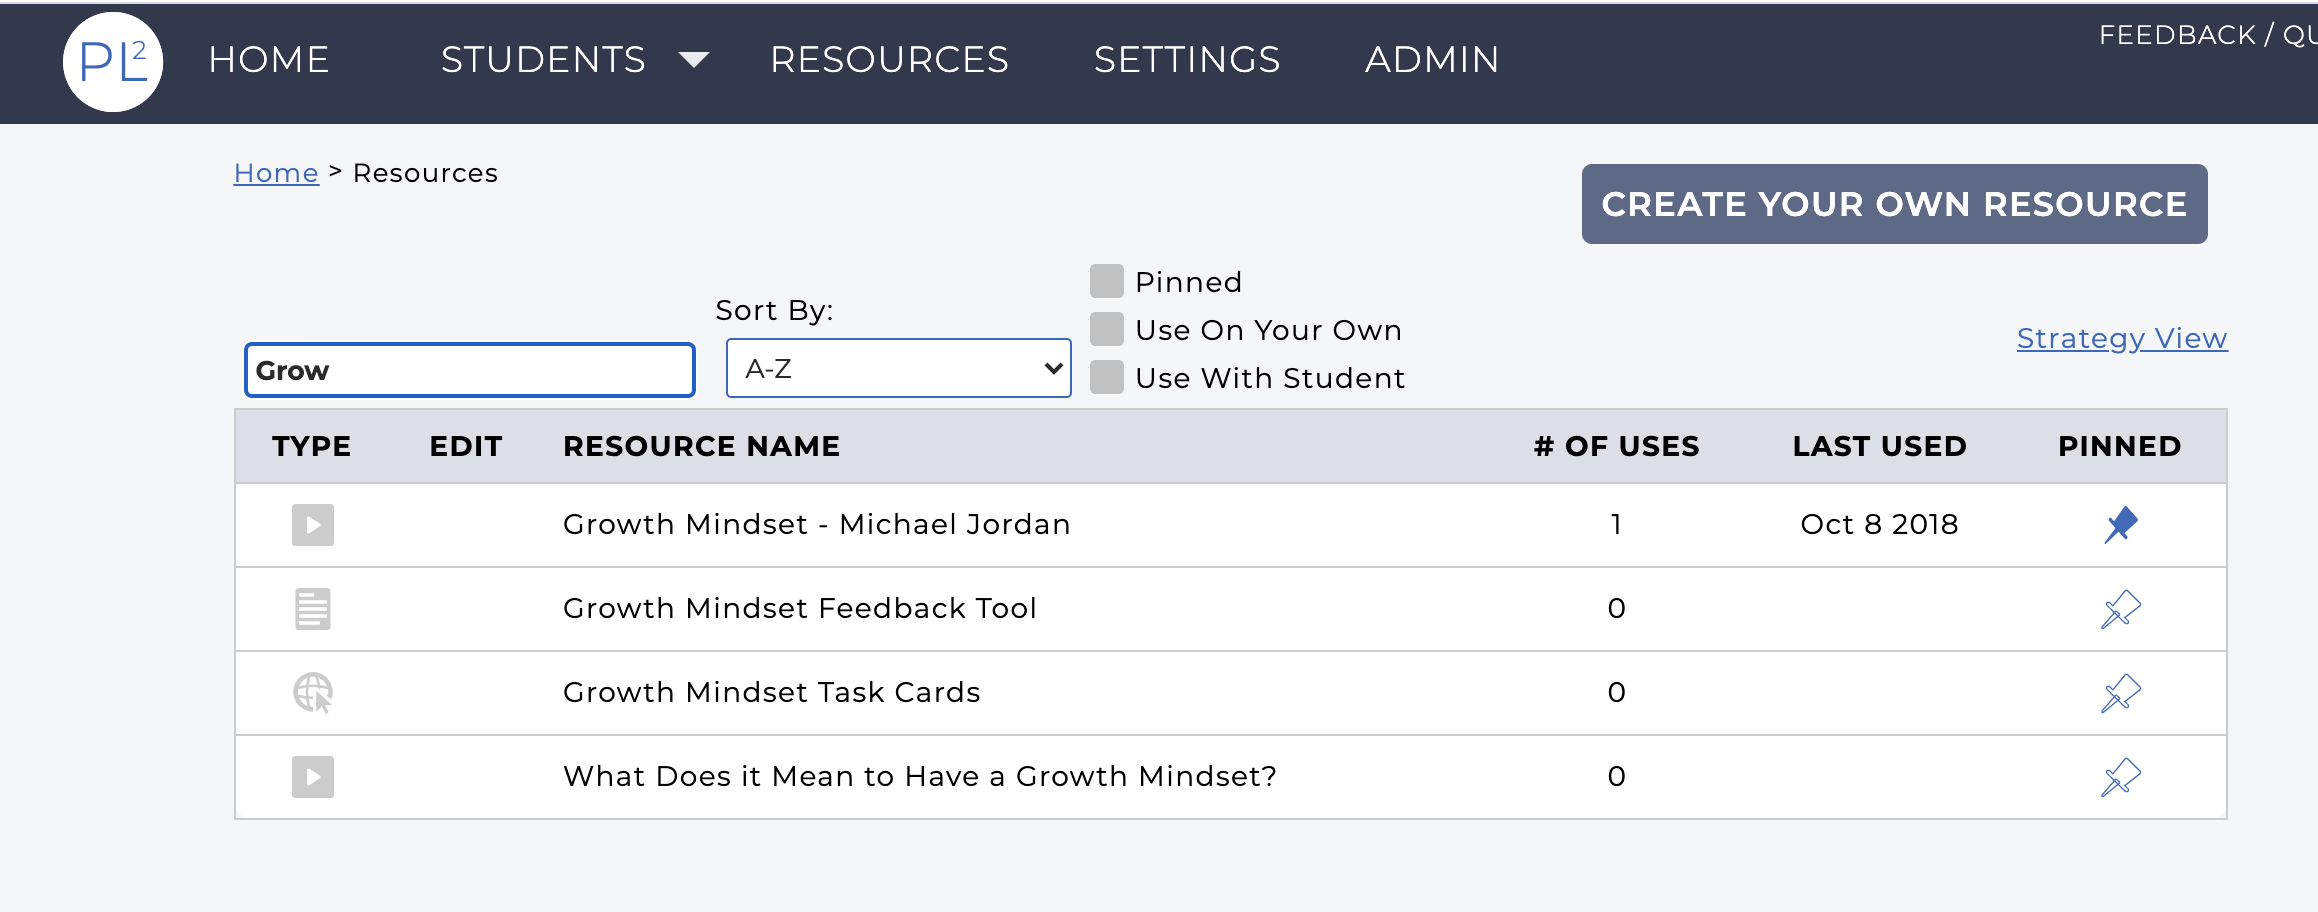 PL²
HOME STUDENTS RESOURCES SETTINGS ADMIN
FEEDBACK /
Home > Resources
CREATE YOUR OWN RESOURCE
Pinned
Sort By:
Use On Your Own
Strategy View
Grow
A-Z
Use With Student
TYPE EDIT RESOURCE NAME # OF USES LAST USED PINNED
Growth Mindset - Michael Jordan 1 Oct 8 2018
Growth Mindset Feedback Tool 0
Growth Mindset Task Cards 0
What Does it Mean to Have a Growth Mindset? 0